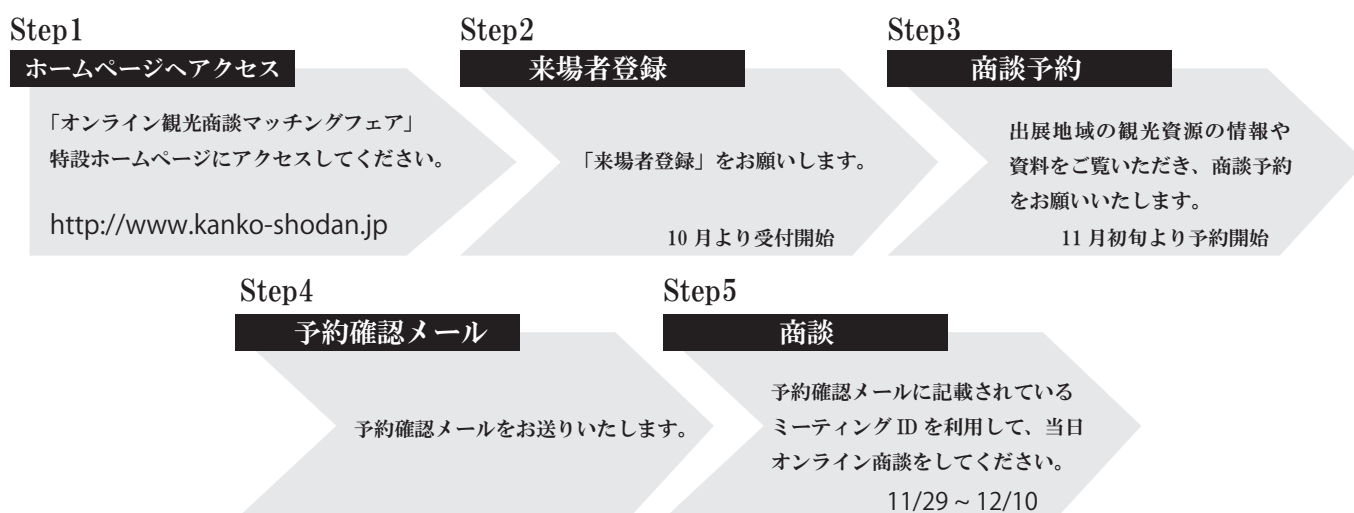 Step1
ホームページへアクセス
「オンライン観光商談マッチングフェア」
特設ホームページにアクセスしてください。
http://www.kanko-shodan.jp
Step2
来場者登録
「来場者登録」をお願いします。
10 月より受付開始
Step3
商談予約
出展地域の観光資源の情報や
資料をご覧いただき、商談予約
をお願いいたします。
11 月初旬より予約開始
Step4
予約確認メール
予約確認メールをお送りいたします。
Step5
商談
予約確認メールに記載されている
ミーティング ID を利用して、当日
オンライン商談をしてください。
11/29 ~ 12/10